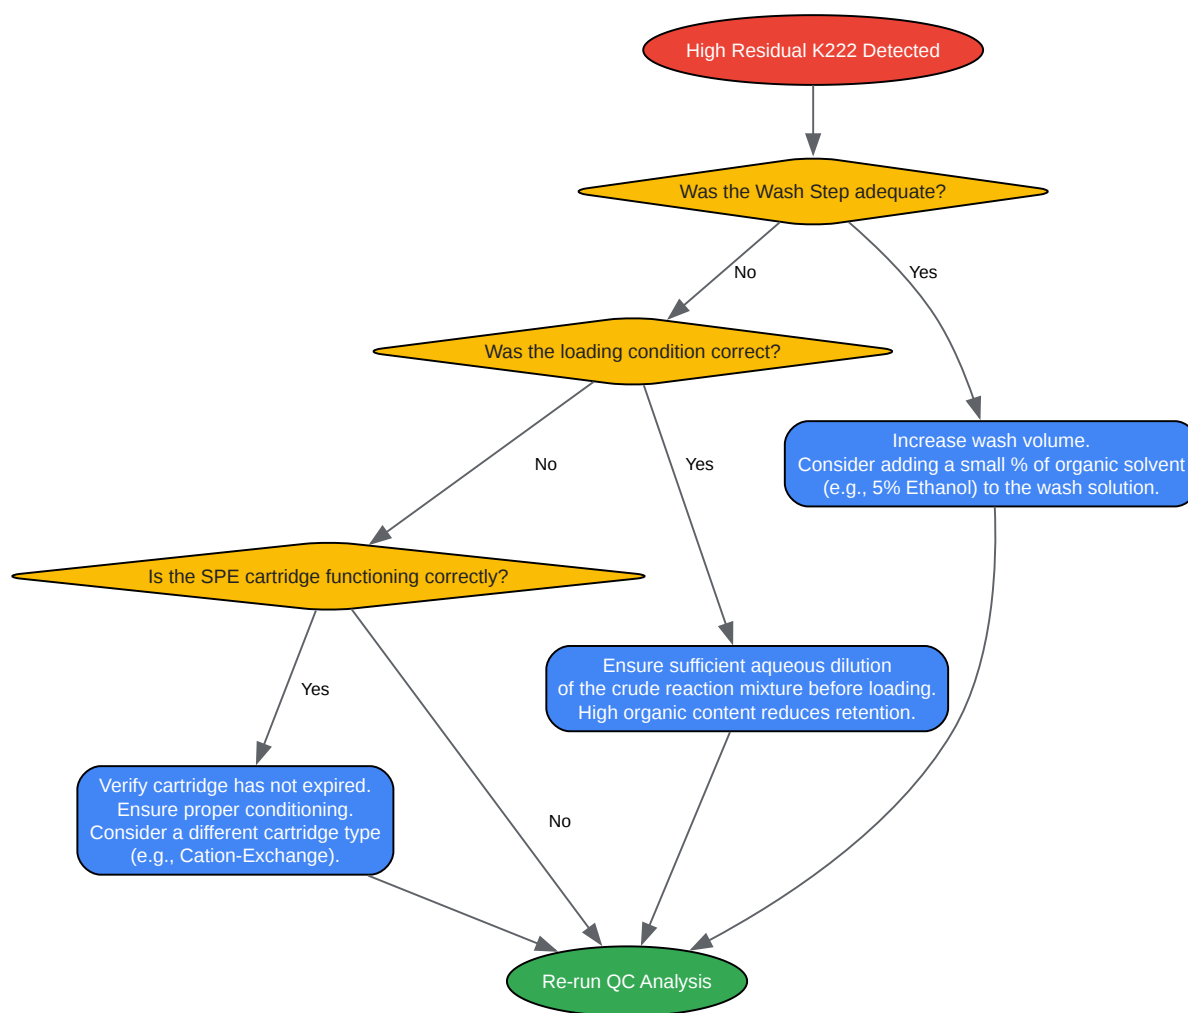 High Residual K222 Detected
Was the Wash Step adequate?
No
Yes
Was the loading condition correct?
Increase wash volume.
Consider adding a small % of organic solvent
(e.g., 5% Ethanol) to the wash solution.
No
Yes
Is the SPE cartridge functioning correctly?
Ensure sufficient aqueous dilution
of the crude reaction mixture before loading.
High organic content reduces retention.
Yes
Verify cartridge has not expired.
Ensure proper conditioning.
Consider a different cartridge type
(e.g., Cation-Exchange).
No
Re-run QC Analysis